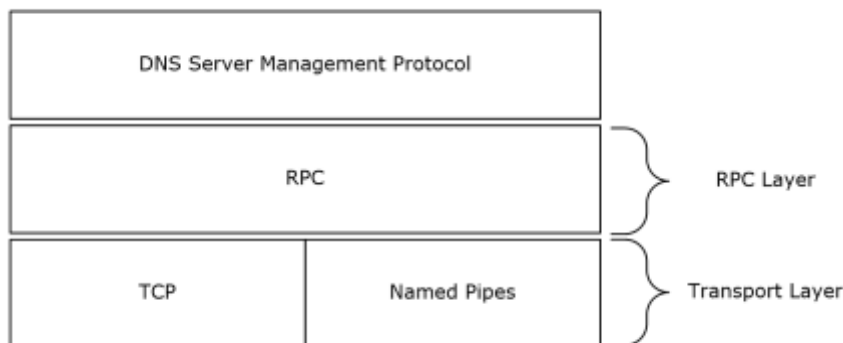 DNS Server Management Protocol
RPC
RPC Layer
TCP
Named Pipes
Transport Layer